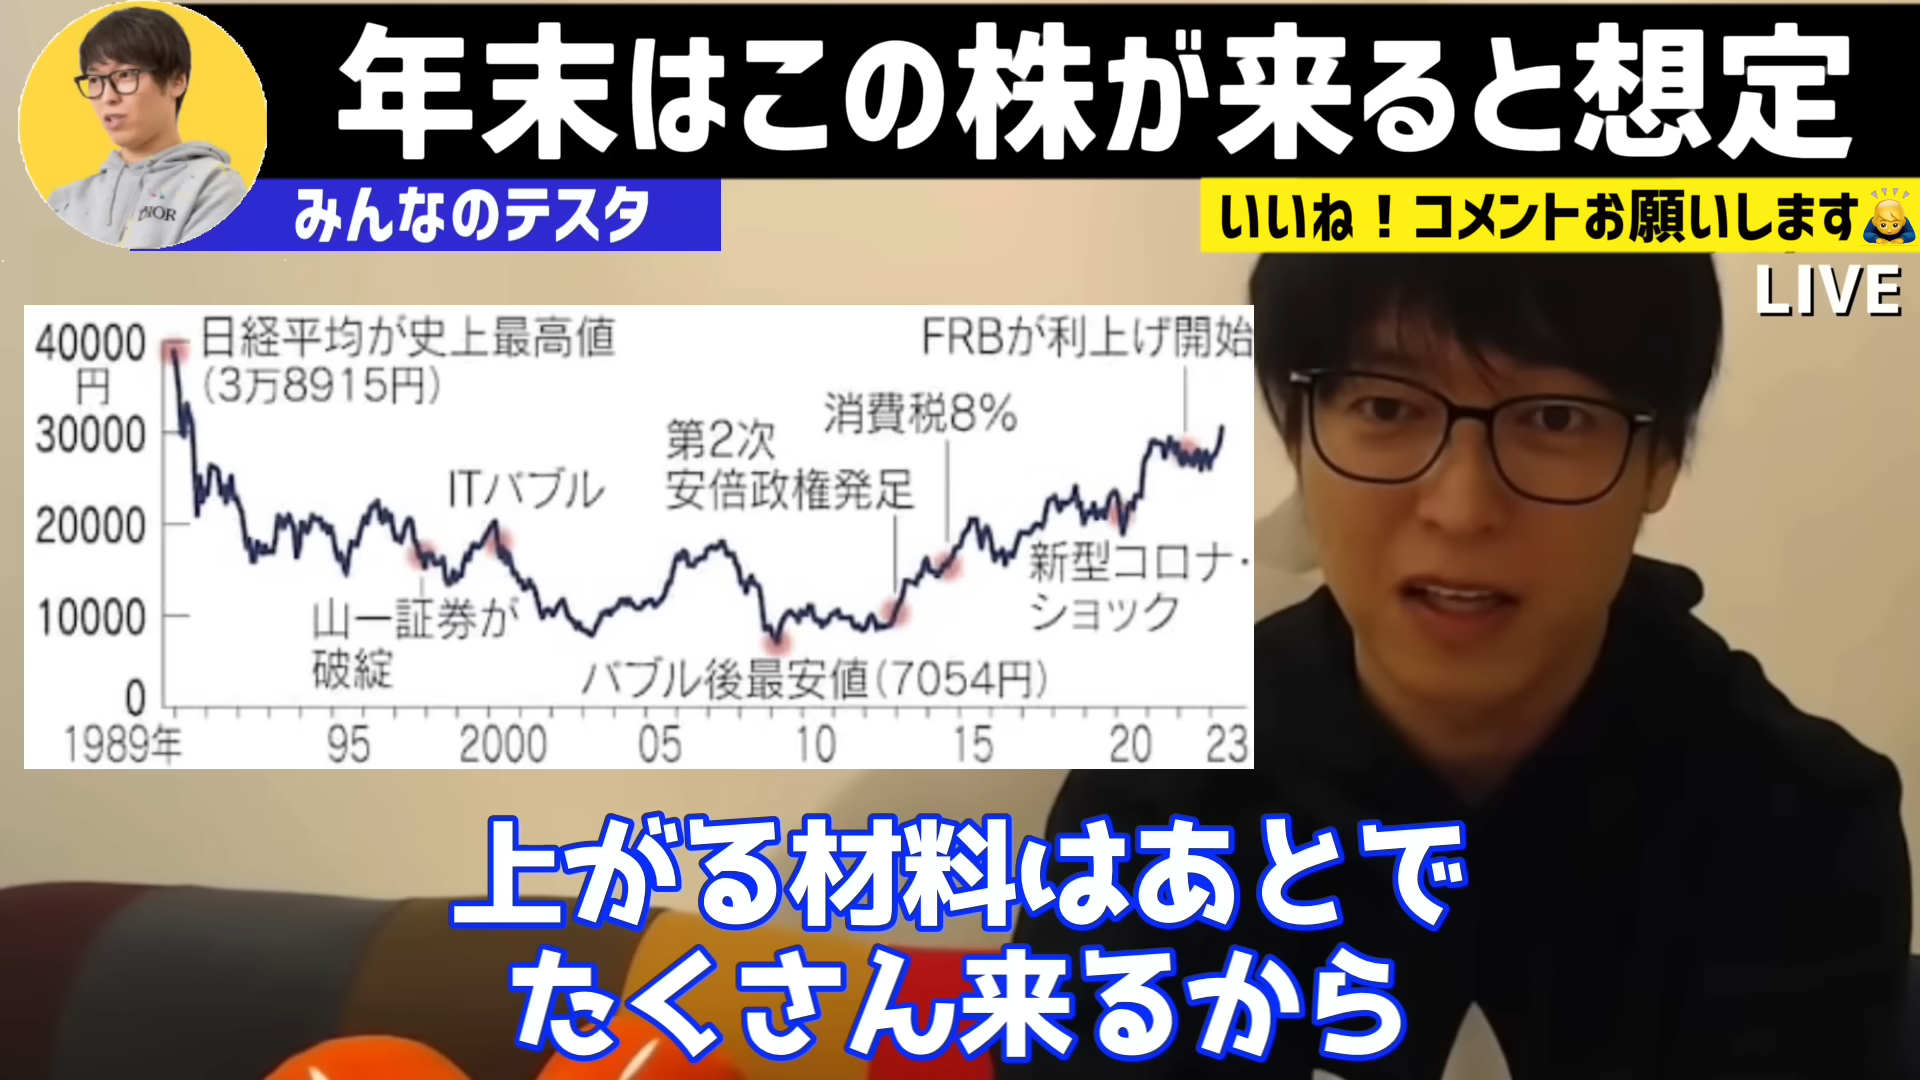 年末はこの株が来ると想定
みんなのテスタ
いいね！コメントお願いします🙇
LIVE
DIOR
40000
円
30000
20000
10000
0
日経平均が史上最高値
(3万8915円)
FRBが利上げ開始
消費税8%
第2次
安倍政権発足
ITバブル
山一証券が
破綻
新型コロナ・
ショック
バブル後最安値(7054円)
1989年 95 2000 05 10 15 20 23
上がる材料はあとで
たくさん来るから